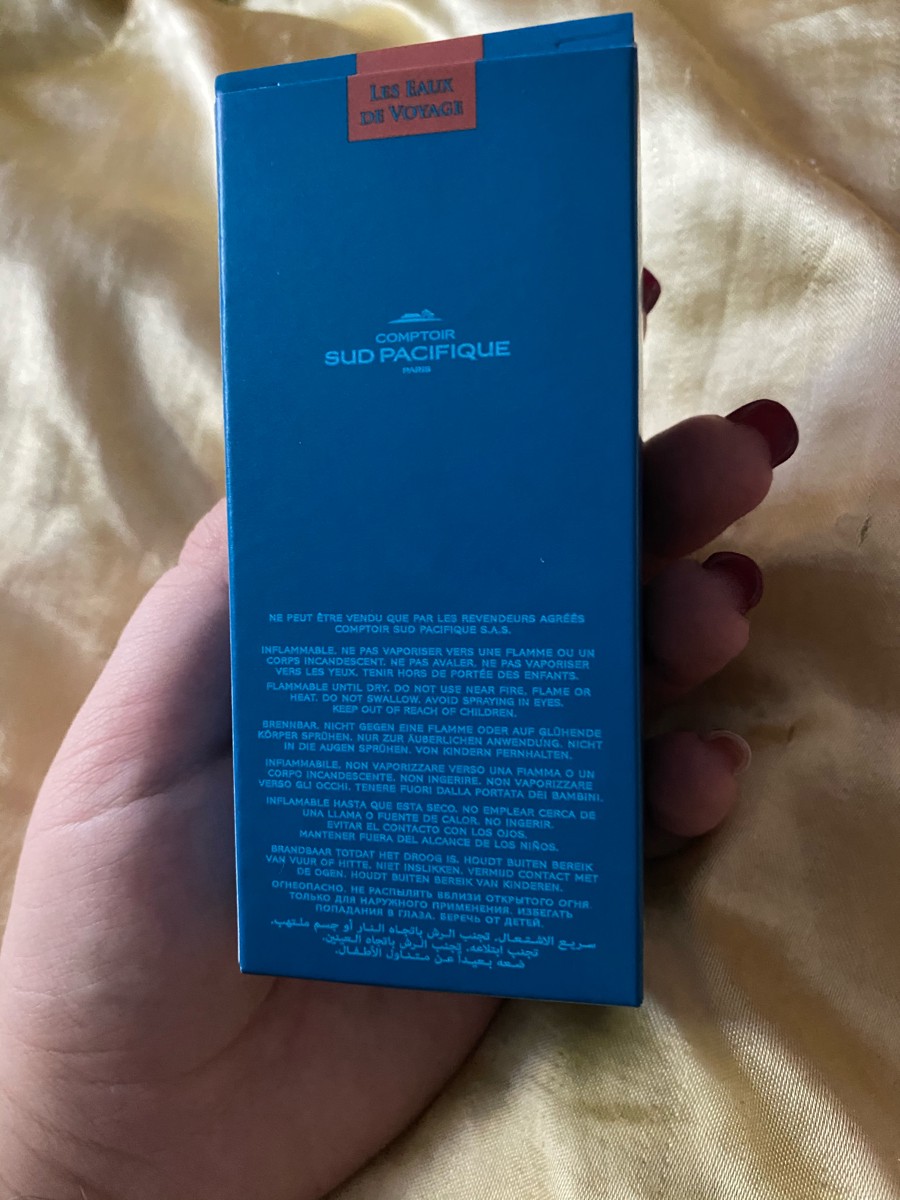 LES EAUX
DE VOYAGE
COMPTOIR
SUD PACIFIQUE
PARIS
NE PEUT ÊTRE VENDU QUE PAR LES REVENDEURS AGRÉÉS
COMPTOIR SUD PACIFIQUE S.A.S.
INFLAMMABLE. NE PAS VAPORISER VERS UNE FLAMME OU UN
CORPS INCANDESCENT. NE PAS AVALER. NE PAS VAPORISER
VERS LES YEUX. TENIR HORS DE PORTÉE DES ENFANTS.
FLAMMABLE UNTIL DRY. DO NOT USE NEAR FIRE, FLAME OR
HEAT. DO NOT SWALLOW. AVOID SPRAYING IN EYES.
KEEP OUT OF REACH OF CHILDREN.
BRENNBAR. NICHT GEGEN EINE FLAMME ODER AUF GLÜHENDE
KÖRPER SPRÜHEN. NUR ZUR ÄUBERLICHEN ANWENDUNG. NICHT
IN DIE AUGEN SPRÜHEN. VON KINDERN FERNHALTEN.
INFIAMMABILE. NON VAPORIZZARE VERSO UNA FIAMMA O UN
CORPO INCANDESCENTE. NON INGERIRE. NON VAPORIZZARE
VERSO GLI OCCHI. TENERE FUORI DALLA PORTATA DEI BAMBINI.
INFLAMABLE HASTA QUE ESTA SECO. NO EMPLEAR CERCA DE
UNA LLAMA O FUENTE DE CALOR. NO INGERIR.
EVITAR EL CONTACTO CON LOS OJOS.
MANTENER FUERA DEL ALCANCE DE LOS NIÑOS.
BRANDBAAR TOTDAT HET DROOG IS. HOUDT BUITEN BEREIK
VAN VUUR OF HITTE. NIET INSLIKKEN. VERMIJD CONTACT MET
DE OGEN. HOUDT BUITEN BEREIK VAN KINDEREN.
ОГНЕОПАСНО. НЕ РАСПЫЛЯТЬ ВБЛИЗИ ОТКРЫТОГО ОГНЯ.
ТОЛЬКО ДЛЯ НАРУЖНОГО ПРИМЕНЕНИЯ. ИЗБЕГАТЬ
ПОПАДАНИЯ В ГЛАЗА. БЕРЕЧЬ ОТ ДЕТЕЙ.
سريع الاشتعال. تجنب الرش باتجاه النار أو جسم ملتهب.
تجنب ابتلاعه. تجنب الرش باتجاه العينين.
ضعه بعيداً عن متناول الأطفال.